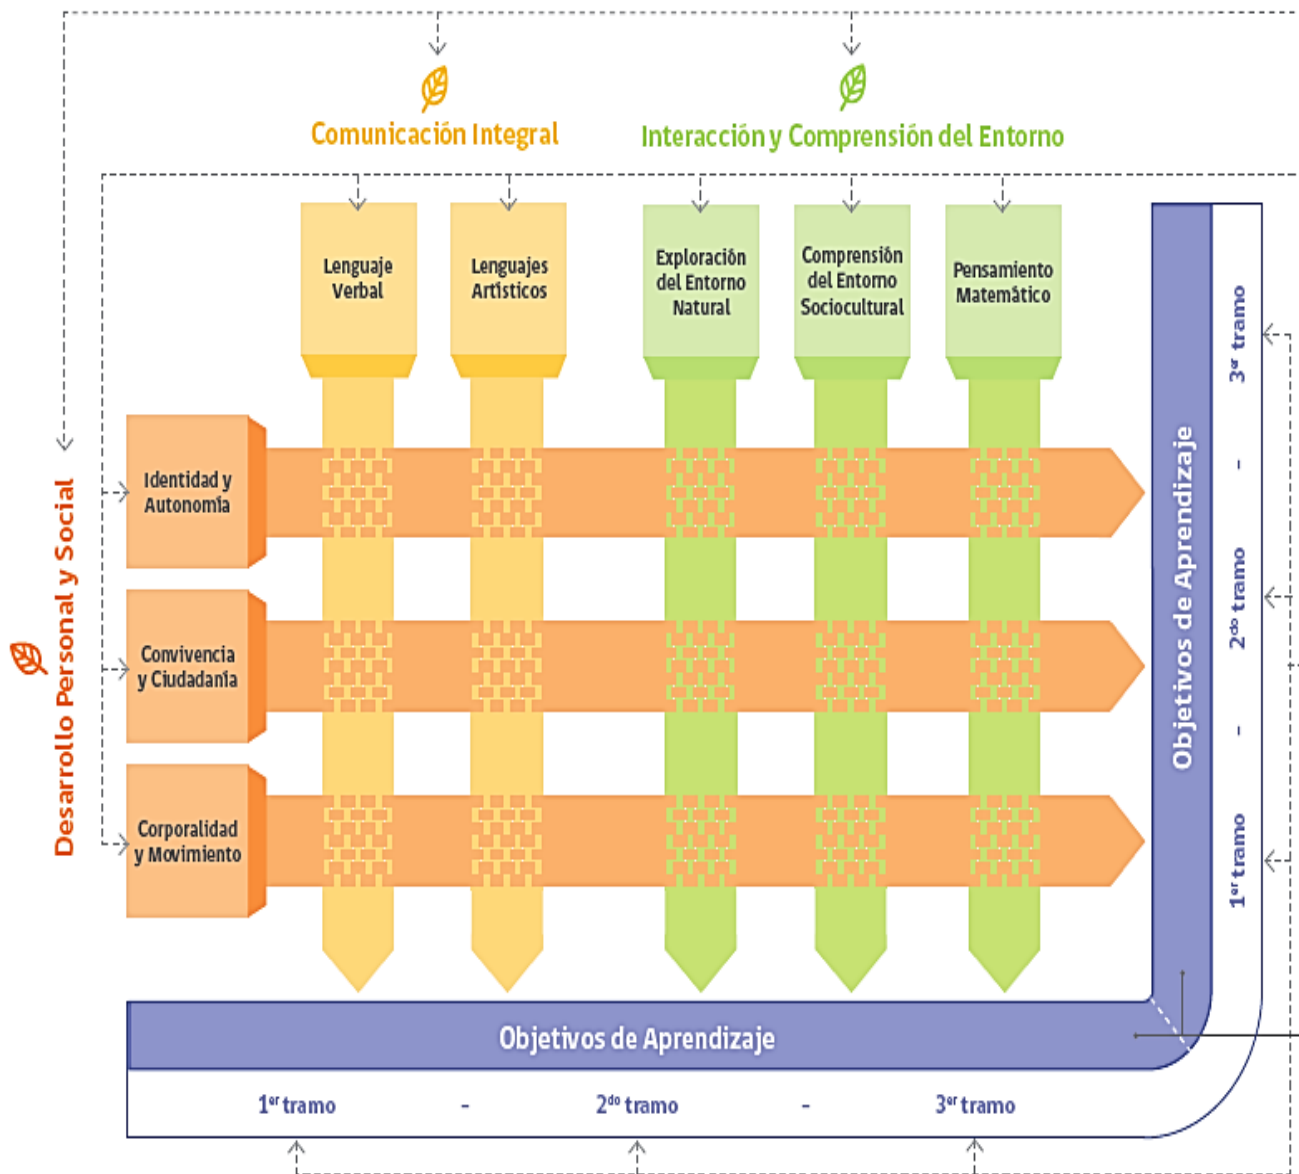 Comunicación Integral
Interacción y Comprensión del Entorno
Lenguaje
Verbal
Lenguajes
Artísticos
Exploración
del Entorno
Natural
Comprensión
del Entorno
Sociocultural
Pensamiento
Matemático
Desarrollo Personal y Social
Identidad y
Autonomía
Convivencia
y Ciudadanía
Corporalidad
y Movimiento
Objetivos de Aprendizaje
1er tramo - 2do tramo - 3er tramo
Objetivos de Aprendizaje
1er tramo - 2do tramo - 3er tramo